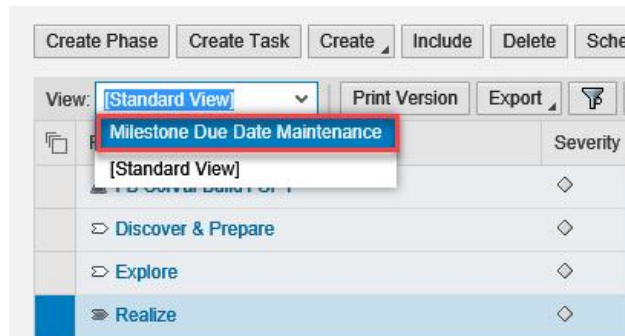 Create Phase Create Task Create Include Delete
View: [Standard View] Print Version Export
Milestone Due Date Maintenance
Severity
[Standard View]
Discover & Prepare
Explore
Realize